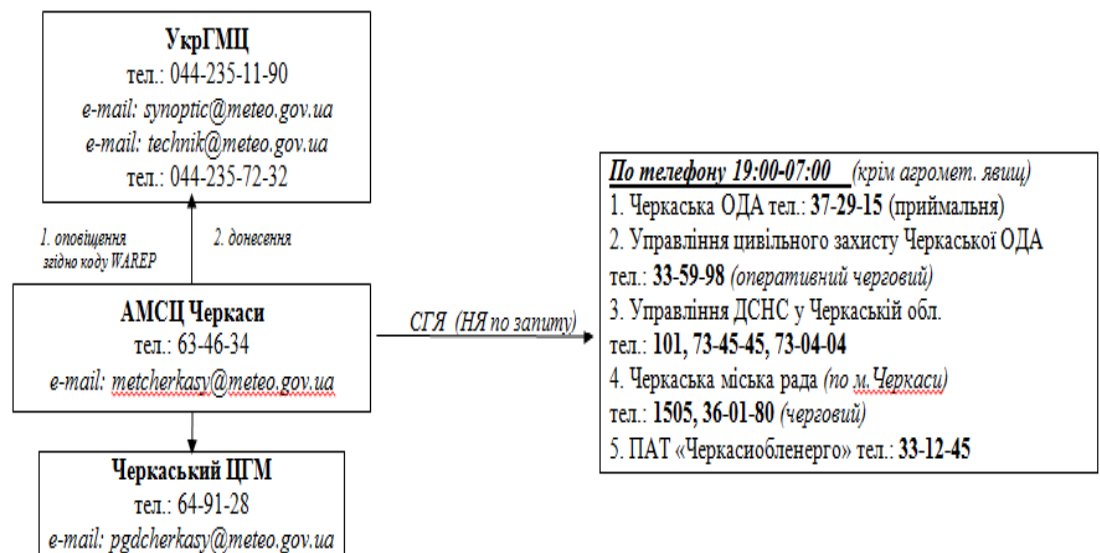 УкрГМЦ
тел.: 044-235-11-90
e-mail: synoptic@meteo.gov.ua
e-mail: technik@meteo.gov.ua
тел.: 044-235-72-32
1. оповіщення
згідно коду WAREP
2. донесення
АМСЦ Черкаси
тел.: 63-46-34
e-mail: metcherkasy@meteo.gov.ua
СГЯ (НЯ по запиту)
Черкаський ЦГМ
тел.: 64-91-28
e-mail: pgdcherkasy@meteo.gov.ua
По телефону 19:00-07:00 (крім агромет. явищ)
1. Черкаська ОДА тел.: 37-29-15 (приймальня)
2. Управління цивільного захисту Черкаської ОДА
тел.: 33-59-98 (оперативний черговий)
3. Управління ДСНС у Черкаській обл.
тел.: 101, 73-45-45, 73-04-04
4. Черкаська міська рада (по м.Черкаси)
тел.: 1505, 36-01-80 (черговий)
5. ПАТ «Черкасиобленерго» тел.: 33-12-45